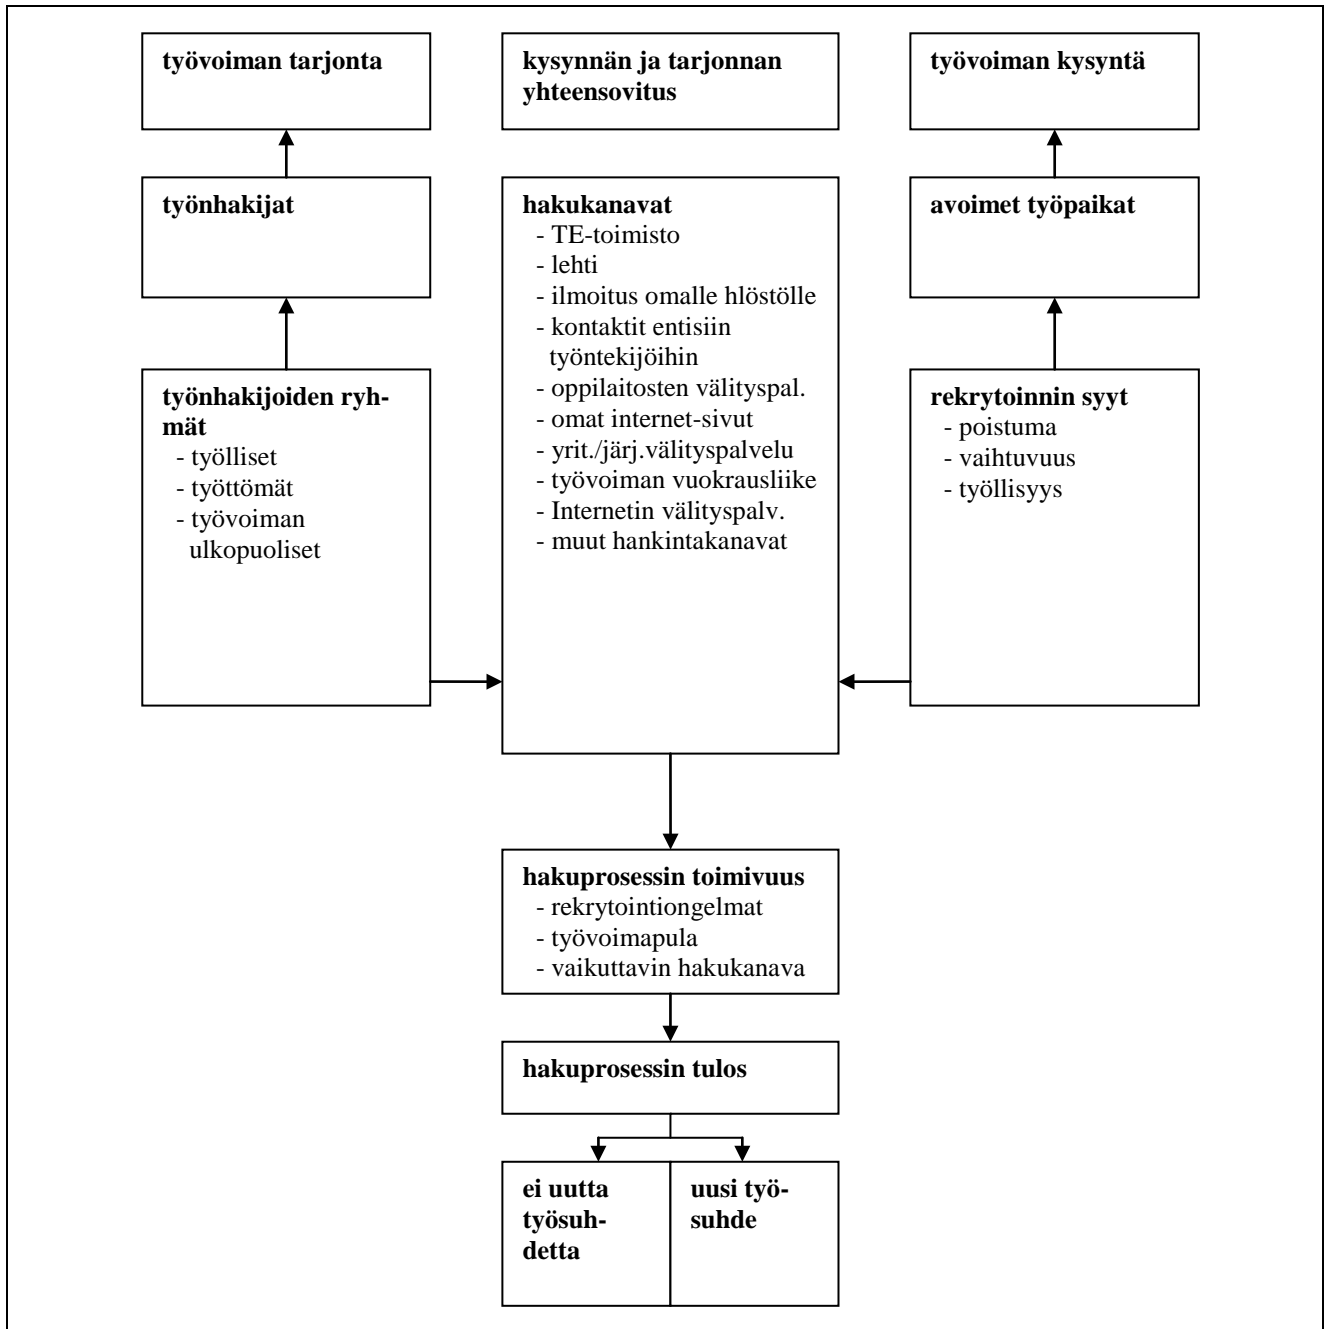 työvoiman tarjonta
kysynnän ja tarjonnan
yhteensovitus
työvoiman kysyntä
työnhakijat
hakukanavat
- TE-toimisto
- lehti
- ilmoitus omalle hlöstölle
- kontaktit entisiin
työntekijöihin
- oppilaitosten välityspal.
- omat internet-sivut
- yrit./järj.välityspalvelu
- työvoiman vuokrausliike
- Internetin välityspalv.
- muut hankintakanavat
avoimet työpaikat
työnhakijoiden ryh-
mät
- työlliset
- työttömät
- työvoiman
ulkopuoliset
rekrytoinnin syyt
- poistuma
- vaihtuvuus
- työllisyys
hakuprosessin toimivuus
- rekrytointiongelmat
- työvoimapula
- vaikuttavin hakukanava
hakuprosessin tulos
ei uutta
työsuh-
detta
uusi työ-
suhde